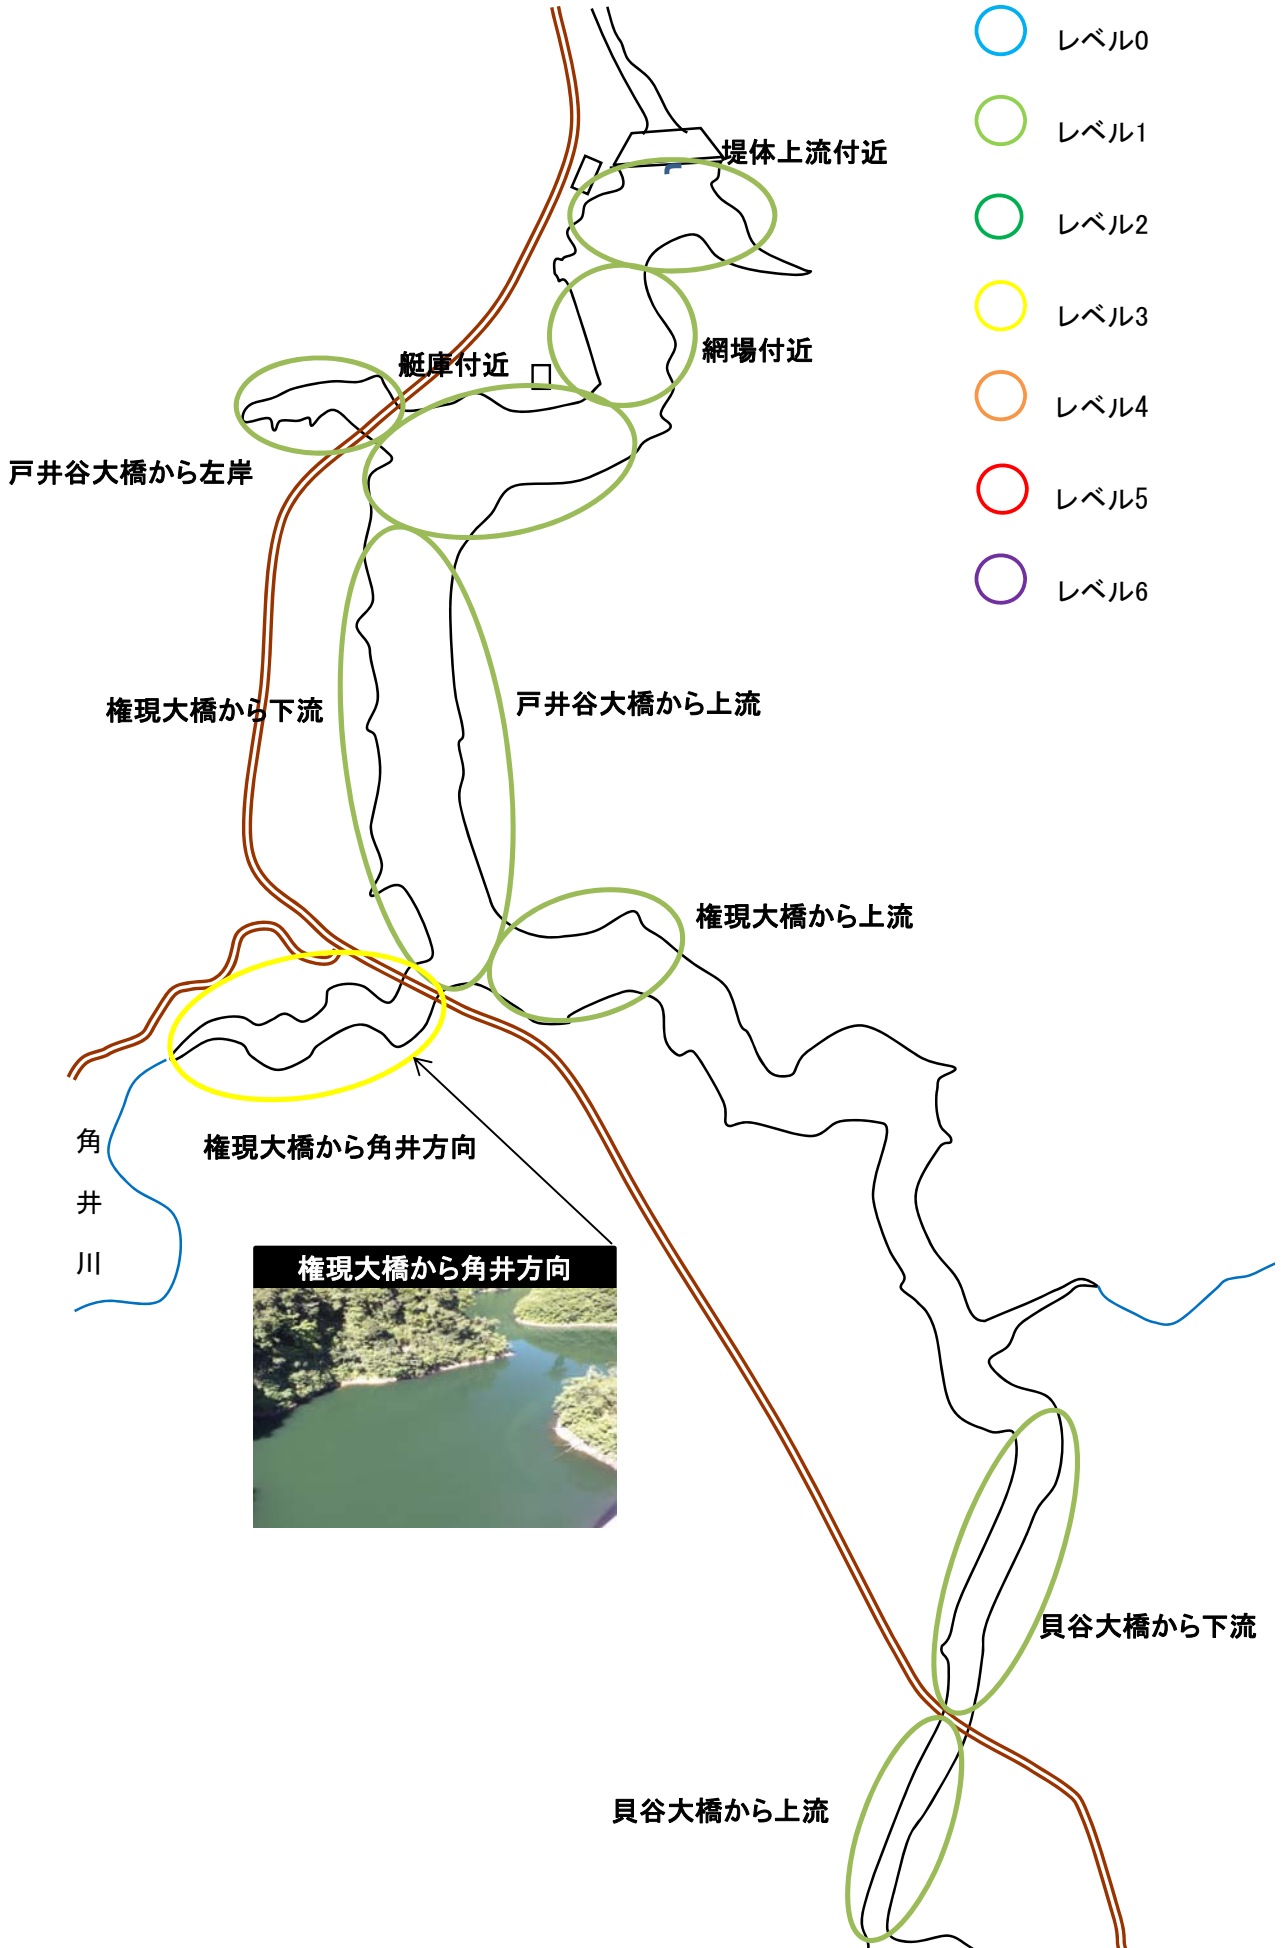 レベル0
レベル1
堤体上流付近
レベル2
レベル3
網場付近
艇庫付近
レベル4
戸井谷大橋から左岸
レベル5
レベル6
権現大橋から下流
戸井谷大橋から上流
権現大橋から上流
権現大橋から角井方向
角
井
川
権現大橋から角井方向
貝谷大橋から下流
貝谷大橋から上流